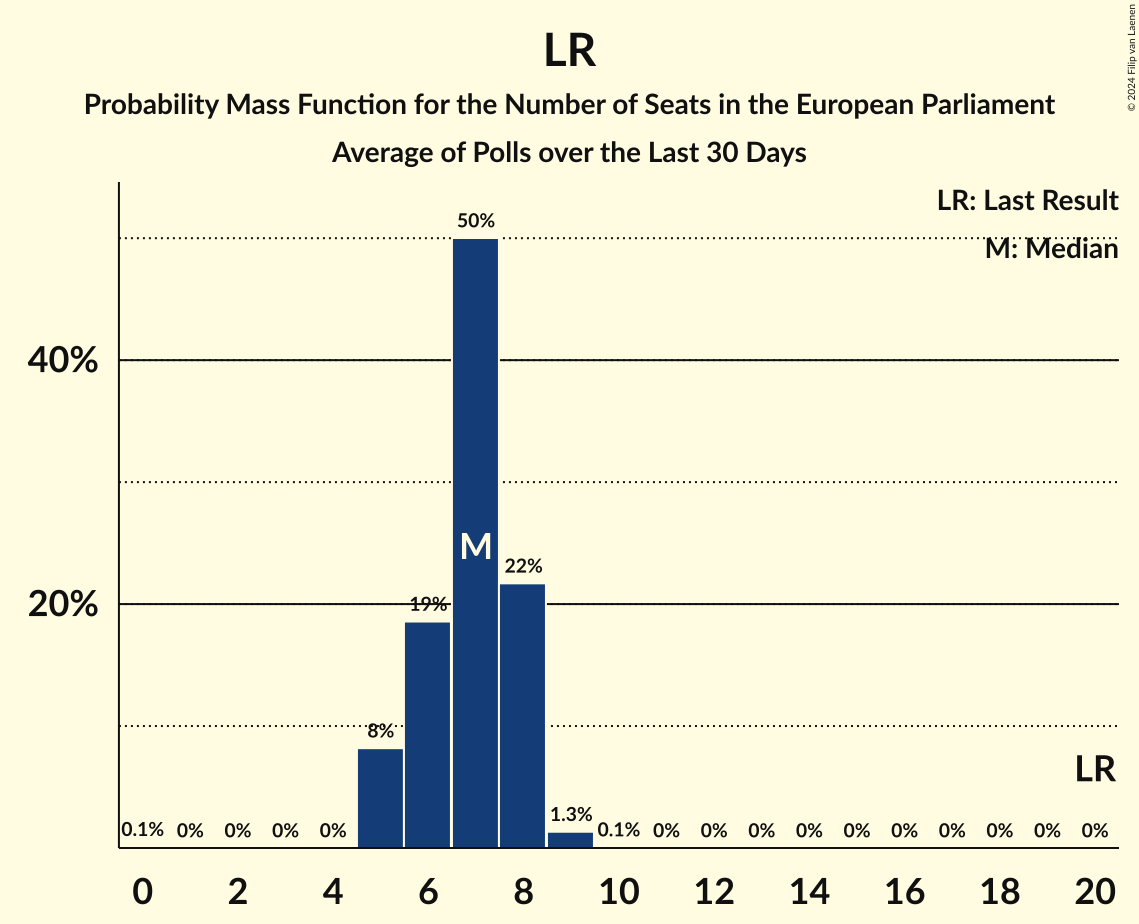 LR
Probability Mass Function for the Number of Seats in the European Parliament
Average of Polls over the Last 30 Days
© 2024 Filip van Laenen
LR: Last Result
M: Median
50%
40%
M
22%
20%
19%
8%
LR
0.1% 0% 0% 0% 0% 1.3% 0.1% 0% 0% 0% 0% 0% 0% 0% 0% 0% 0%
0 2 4 6 8 10 12 14 16 18 20